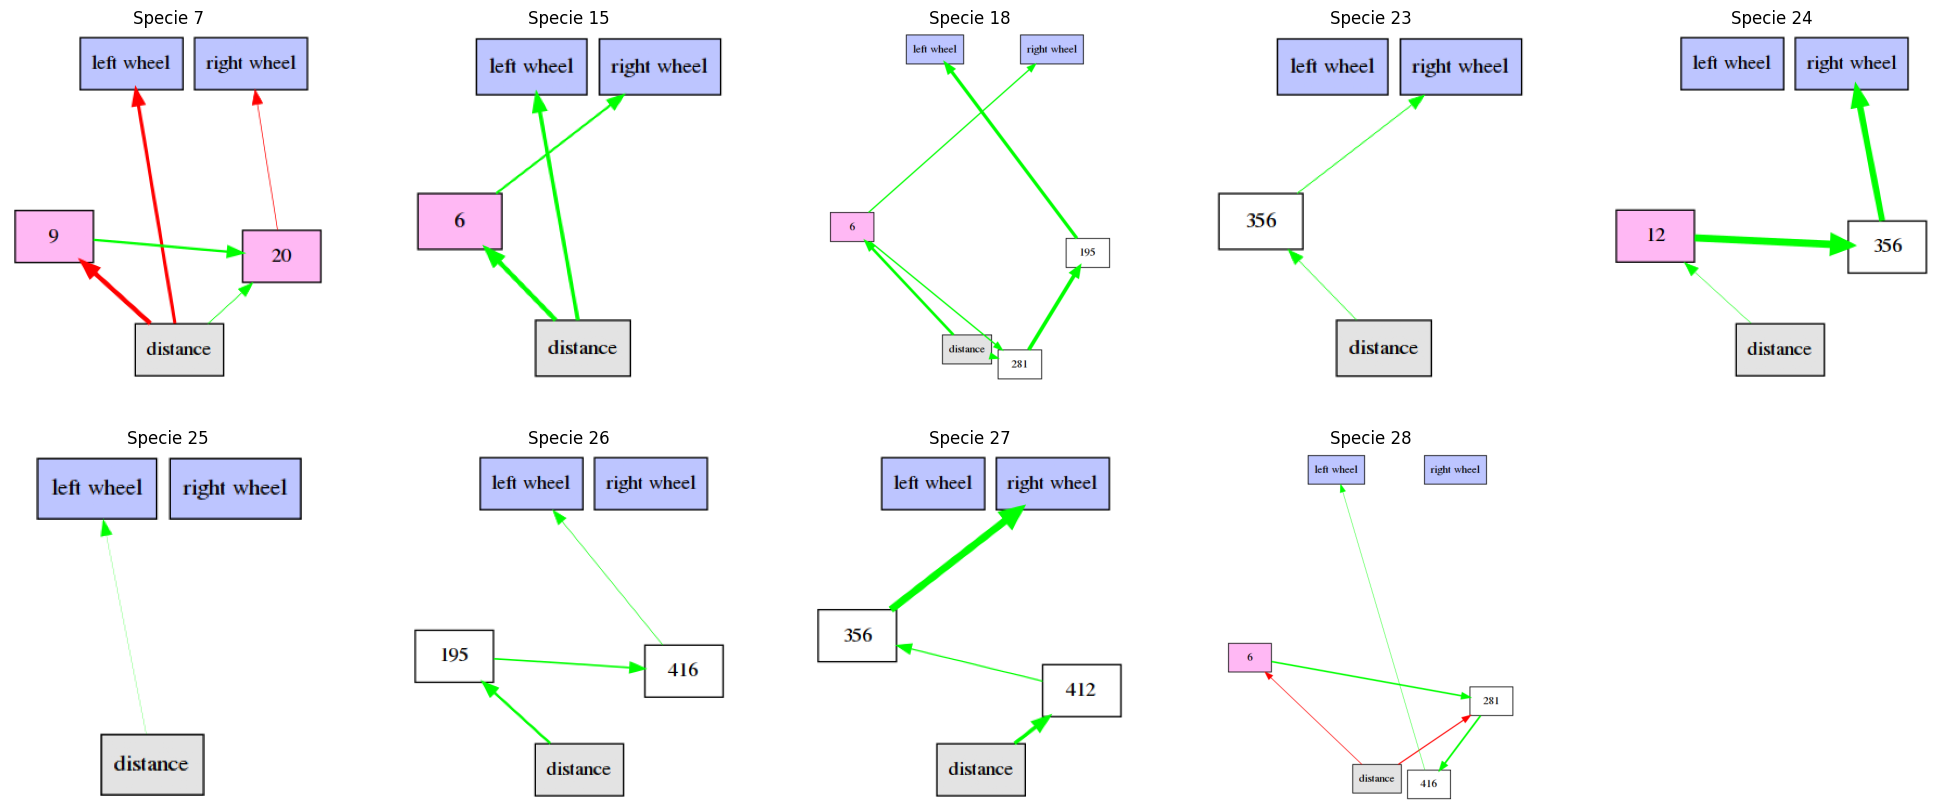 Specie 7
left wheel
right wheel
9
20
distance
Specie 15
left wheel
right wheel
6
distance
Specie 18
left wheel
right wheel
6
195
distance
281
Specie 23
left wheel
right wheel
356
distance
Specie 24
left wheel
right wheel
12
356
distance
Specie 25
left wheel
right wheel
distance
Specie 26
left wheel
right wheel
195
416
distance
Specie 27
left wheel
right wheel
356
412
distance
Specie 28
left wheel
right wheel
6
281
distance
416